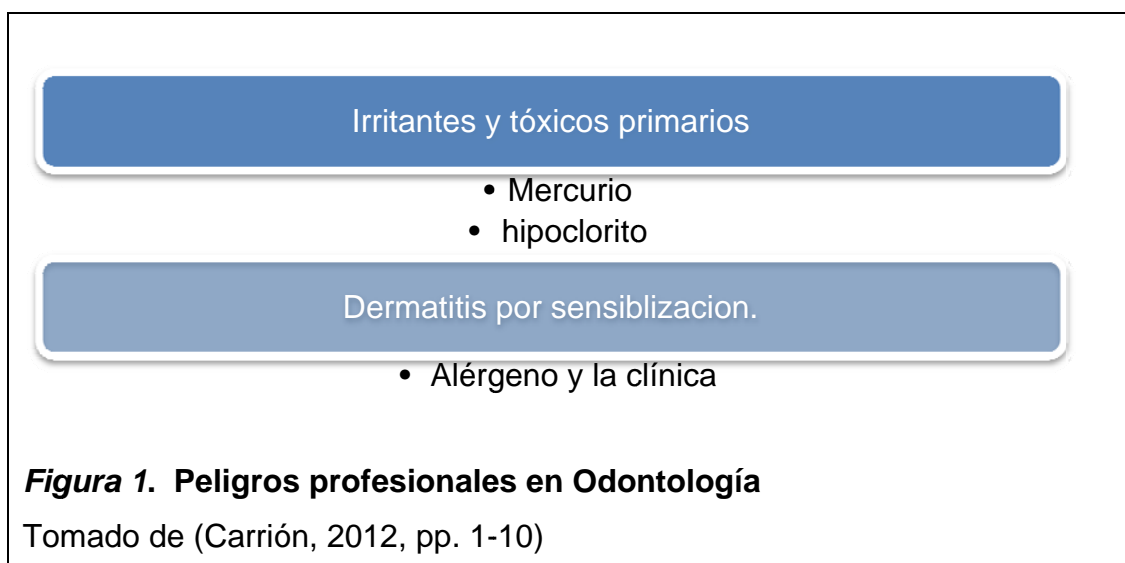 Irritantes y tóxicos primarios
• Mercurio
• hipoclorito
Dermatitis por sensiblizacion.
• Alérgeno y la clínica
Figura 1. Peligros profesionales en Odontología
Tomado de (Carrión, 2012, pp. 1-10)